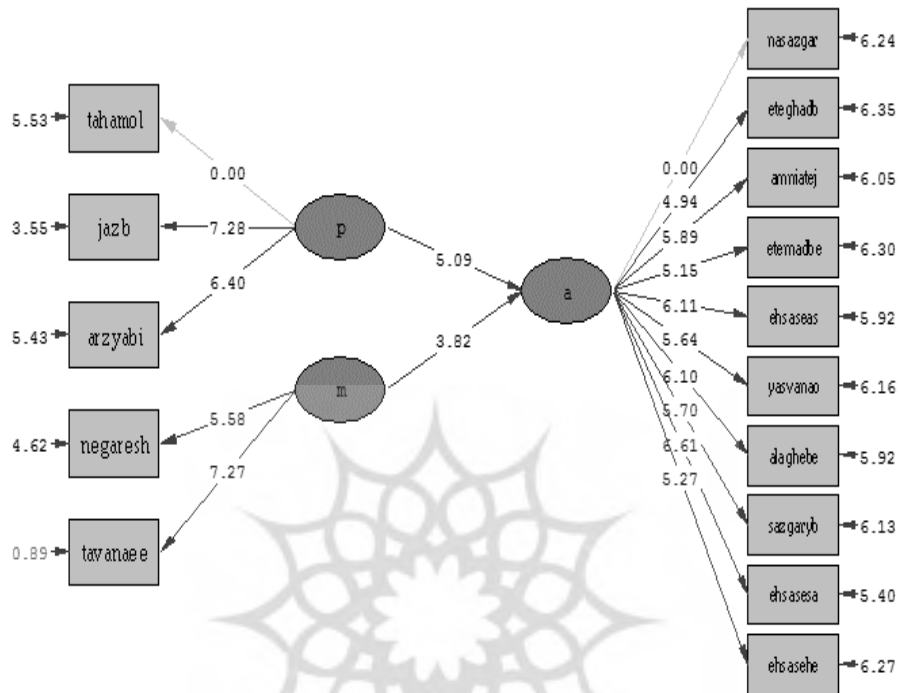 5.53 tahamol
3.55 jazb
5.43 arzyabi
4.62 negaresh
0.89 tavanaee
0.00
7.28
6.40
5.58
7.27
p
m
5.09
3.82
a
0.00
4.94
5.89
5.15
6.11
5.64
6.10
5.70
6.61
5.27
nasazgar 6.24
eteghadb 6.35
amniatej 6.05
etemadbe 6.30
ehsaseas 5.92
yasvanao 6.16
alaghebe 5.92
sazgaryb 6.13
ehsasesa 5.40
ehsasehe 6.27